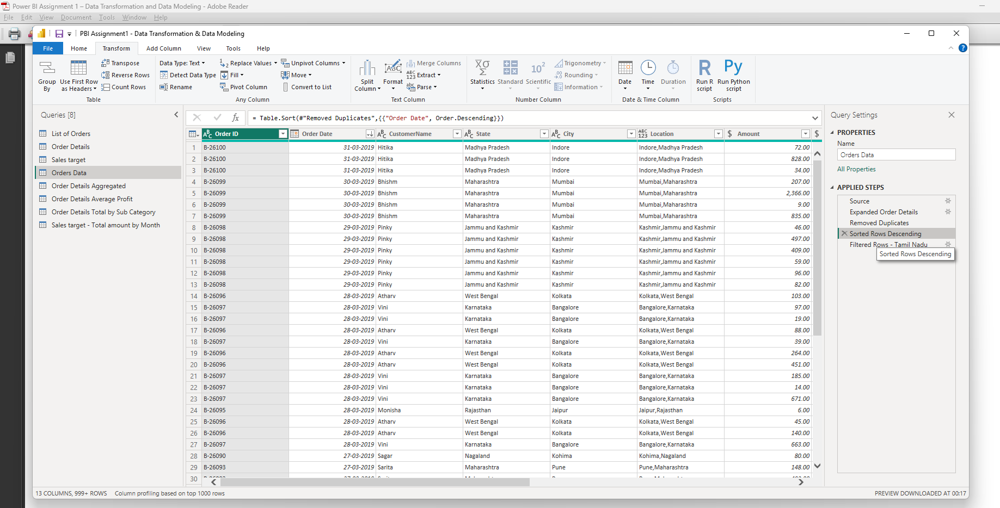 Power BI Assignment 1 – Data Transformation and Data Modeling - Adobe Reader
File Edit View Document Tools Window Help
PBI Assignment1 - Data Transformation & Data Modeling
File Home Transform Add Column View Tools Help
Group By
Use First Row as Headers
Transpose
Reverse Rows
Count Rows
Table
Data Type: Text
Detect Data Type
Rename
Replace Values
Fill
Pivot Column
Unpivot Columns
Move
Convert to List
Any Column
Split Column
Format
Merge Columns
Extract
Parse
Text Column
Statistics
Standard
Scientific
Trigonometry
Rounding
Information
Number Column
Date
Time
Duration
Date & Time Column
Run R script
Run Python script
Scripts
Queries [8]
List of Orders
Order Details
Sales target
Orders Data
Order Details Aggregated
Order Details Average Profit
Order Details Total by Sub Category
Sales target - Total amount by Month
fx = Table.Sort(#"Removed Duplicates",{{"Order Date", Order.Descending}})
Order ID Order Date CustomerName State City Location $ Amount $
1 B-26100 31-03-2019 Hitika Madhya Pradesh Indore Indore,Madhya Pradesh 72.00
2 B-26100 31-03-2019 Hitika Madhya Pradesh Indore Indore,Madhya Pradesh 828.00
3 B-26100 31-03-2019 Hitika Madhya Pradesh Indore Indore,Madhya Pradesh 34.00
4 B-26099 30-03-2019 Bhishm Maharashtra Mumbai Mumbai,Maharashtra 207.00
5 B-26099 30-03-2019 Bhishm Maharashtra Mumbai Mumbai,Maharashtra 2,366.00
6 B-26099 30-03-2019 Bhishm Maharashtra Mumbai Mumbai,Maharashtra 9.00
7 B-26099 30-03-2019 Bhishm Maharashtra Mumbai Mumbai,Maharashtra 835.00
8 B-26098 29-03-2019 Pinky Jammu and Kashmir Kashmir Kashmir,Jammu and Kashmir 46.00
9 B-26098 29-03-2019 Pinky Jammu and Kashmir Kashmir Kashmir,Jammu and Kashmir 497.00
10 B-26098 29-03-2019 Pinky Jammu and Kashmir Kashmir Kashmir,Jammu and Kashmir 409.00
11 B-26098 29-03-2019 Pinky Jammu and Kashmir Kashmir Kashmir,Jammu and Kashmir 59.00
12 B-26098 29-03-2019 Pinky Jammu and Kashmir Kashmir Kashmir,Jammu and Kashmir 96.00
13 B-26098 29-03-2019 Pinky Jammu and Kashmir Kashmir Kashmir,Jammu and Kashmir 82.00
14 B-26096 28-03-2019 Atharv West Bengal Kolkata Kolkata,West Bengal 103.00
15 B-26097 28-03-2019 Vini Karnataka Bangalore Bangalore,Karnataka 97.00
16 B-26097 28-03-2019 Vini Karnataka Bangalore Bangalore,Karnataka 19.00
17 B-26096 28-03-2019 Atharv West Bengal Kolkata Kolkata,West Bengal 88.00
18 B-26097 28-03-2019 Vini Karnataka Bangalore Bangalore,Karnataka 39.00
19 B-26096 28-03-2019 Atharv West Bengal Kolkata Kolkata,West Bengal 264.00
20 B-26096 28-03-2019 Atharv West Bengal Kolkata Kolkata,West Bengal 451.00
21 B-26097 28-03-2019 Vini Karnataka Bangalore Bangalore,Karnataka 185.00
22 B-26097 28-03-2019 Vini Karnataka Bangalore Bangalore,Karnataka 14.00
23 B-26097 28-03-2019 Vini Karnataka Bangalore Bangalore,Karnataka 671.00
24 B-26095 28-03-2019 Monisha Rajasthan Jaipur Jaipur,Rajasthan 6.00
25 B-26096 28-03-2019 Atharv West Bengal Kolkata Kolkata,West Bengal 45.00
26 B-26096 28-03-2019 Atharv West Bengal Kolkata Kolkata,West Bengal 140.00
27 B-26097 28-03-2019 Vini Karnataka Bangalore Bangalore,Karnataka 663.00
28 B-26090 27-03-2019 Sagar Nagaland Kohima Kohima,Nagaland 80.00
29 B-26093 27-03-2019 Sarita Maharashtra Pune Pune,Maharashtra 148.00
30
Query Settings
PROPERTIES
Name
Orders Data
All Properties
APPLIED STEPS
Source
Expanded Order Details
Removed Duplicates
Sorted Rows Descending
Filtered Rows - Tamil Nadu
Sorted Rows Descending
13 COLUMNS, 999+ ROWS Column profiling based on top 1000 rows PREVIEW DOWNLOADED AT 00:17